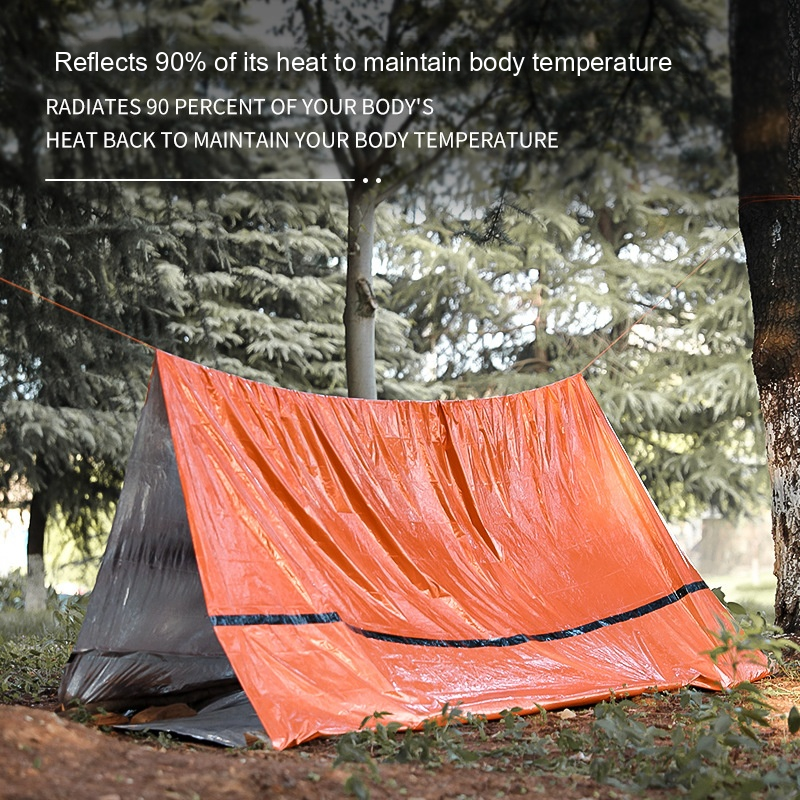 Reflects 90% of its heat to maintain body temperature
RADIATES 90 PERCENT OF YOUR BODY'S
HEAT BACK TO MAINTAIN YOUR BODY TEMPERATURE